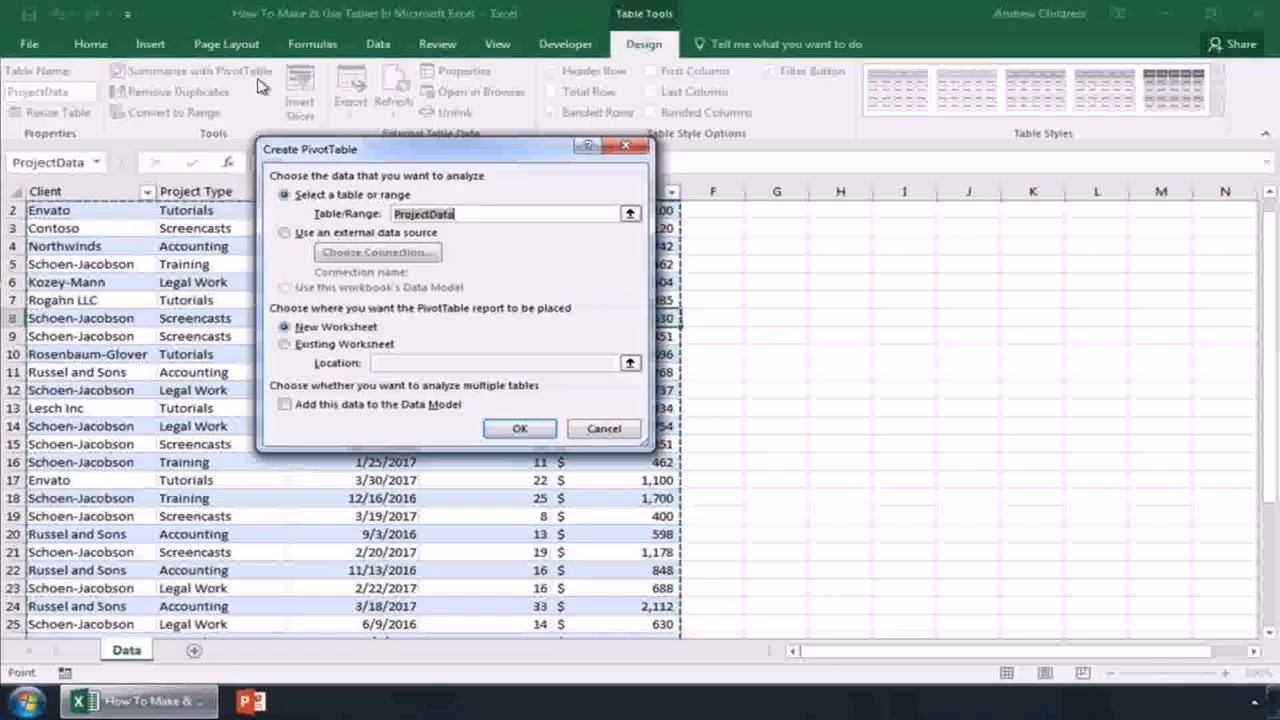 How To Make & Use Tables in Microsoft Excel - Excel
Table Tools
Andrew Childress
File Home Insert Page Layout Formulas Data Review View Developer Design Tell me what you want to do Share
Table Name: Summarize with PivotTable Properties Header Row First Column Filter Button
ProjectData Remove Duplicates Insert Export Refresh Open in Browser Total Row Last Column
Resize Table Convert to Range Slicer Unlink Banded Rows Banded Columns
Properties Tools External Table Data Table Style Options Table Styles
ProjectData fx
Client Project Type F G H I J K L M N
2 Envato Tutorials
3 Contoso Screencasts
4 Northwinds Accounting
5 Schoen-Jacobson Training
6 Kozey-Mann Legal Work
7 Rogahn LLC Tutorials
8 Schoen-Jacobson Screencasts
9 Schoen-Jacobson Screencasts
10 Rosenbaum-Glover Tutorials
11 Russel and Sons Accounting
12 Schoen-Jacobson Legal Work
13 Lesch Inc Tutorials
14 Schoen-Jacobson Legal Work
15 Schoen-Jacobson Screencasts
16 Schoen-Jacobson Training 1/25/2017 11 $ 462
17 Envato Tutorials 3/30/2017 22 $ 1,100
18 Schoen-Jacobson Training 12/16/2016 25 $ 1,700
19 Schoen-Jacobson Screencasts 3/19/2017 8 $ 400
20 Russel and Sons Accounting 9/3/2016 13 $ 598
21 Schoen-Jacobson Screencasts 2/20/2017 19 $ 1,178
22 Russel and Sons Accounting 11/13/2016 16 $ 848
23 Schoen-Jacobson Legal Work 2/22/2017 16 $ 688
24 Russel and Sons Accounting 3/18/2017 33 $ 2,112
25 Schoen-Jacobson Legal Work 6/9/2016 14 $ 630
Create PivotTable
Choose the data that you want to analyze
Select a table or range
Table/Range: ProjectData
Use an external data source
Choose Connection...
Connection name:
Use this workbook's Data Model
Choose where you want the PivotTable report to be placed
New Worksheet
Existing Worksheet
Location:
Choose whether you want to analyze multiple tables
Add this data to the Data Model
OK Cancel
Data
Point
How To Make & ...